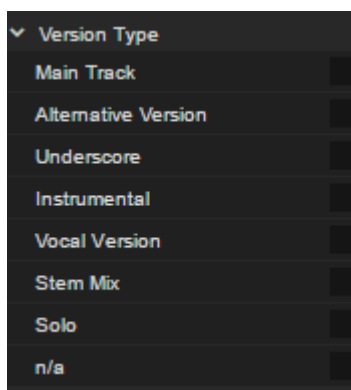 Version Type
Main Track
Alternative Version
Underscore
Instrumental
Vocal Version
Stem Mix
Solo
n/a